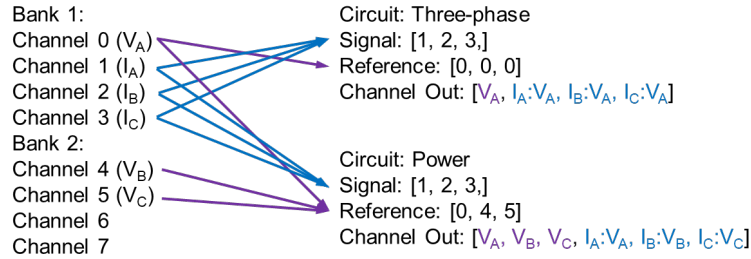 Bank 1:
Channel 0 (VA)
Channel 1 (IA)
Channel 2 (IB)
Channel 3 (IC)
Bank 2:
Channel 4 (VB)
Channel 5 (VC)
Channel 6
Channel 7
Circuit: Three-phase
Signal: [1, 2, 3,]
Reference: [0, 0, 0]
Channel Out: [VA, IA:VA, IB:VA, IC:VA]
Circuit: Power
Signal: [1, 2, 3,]
Reference: [0, 4, 5]
Channel Out: [VA, VB, VC, IA:VA, IB:VB, IC:VC]